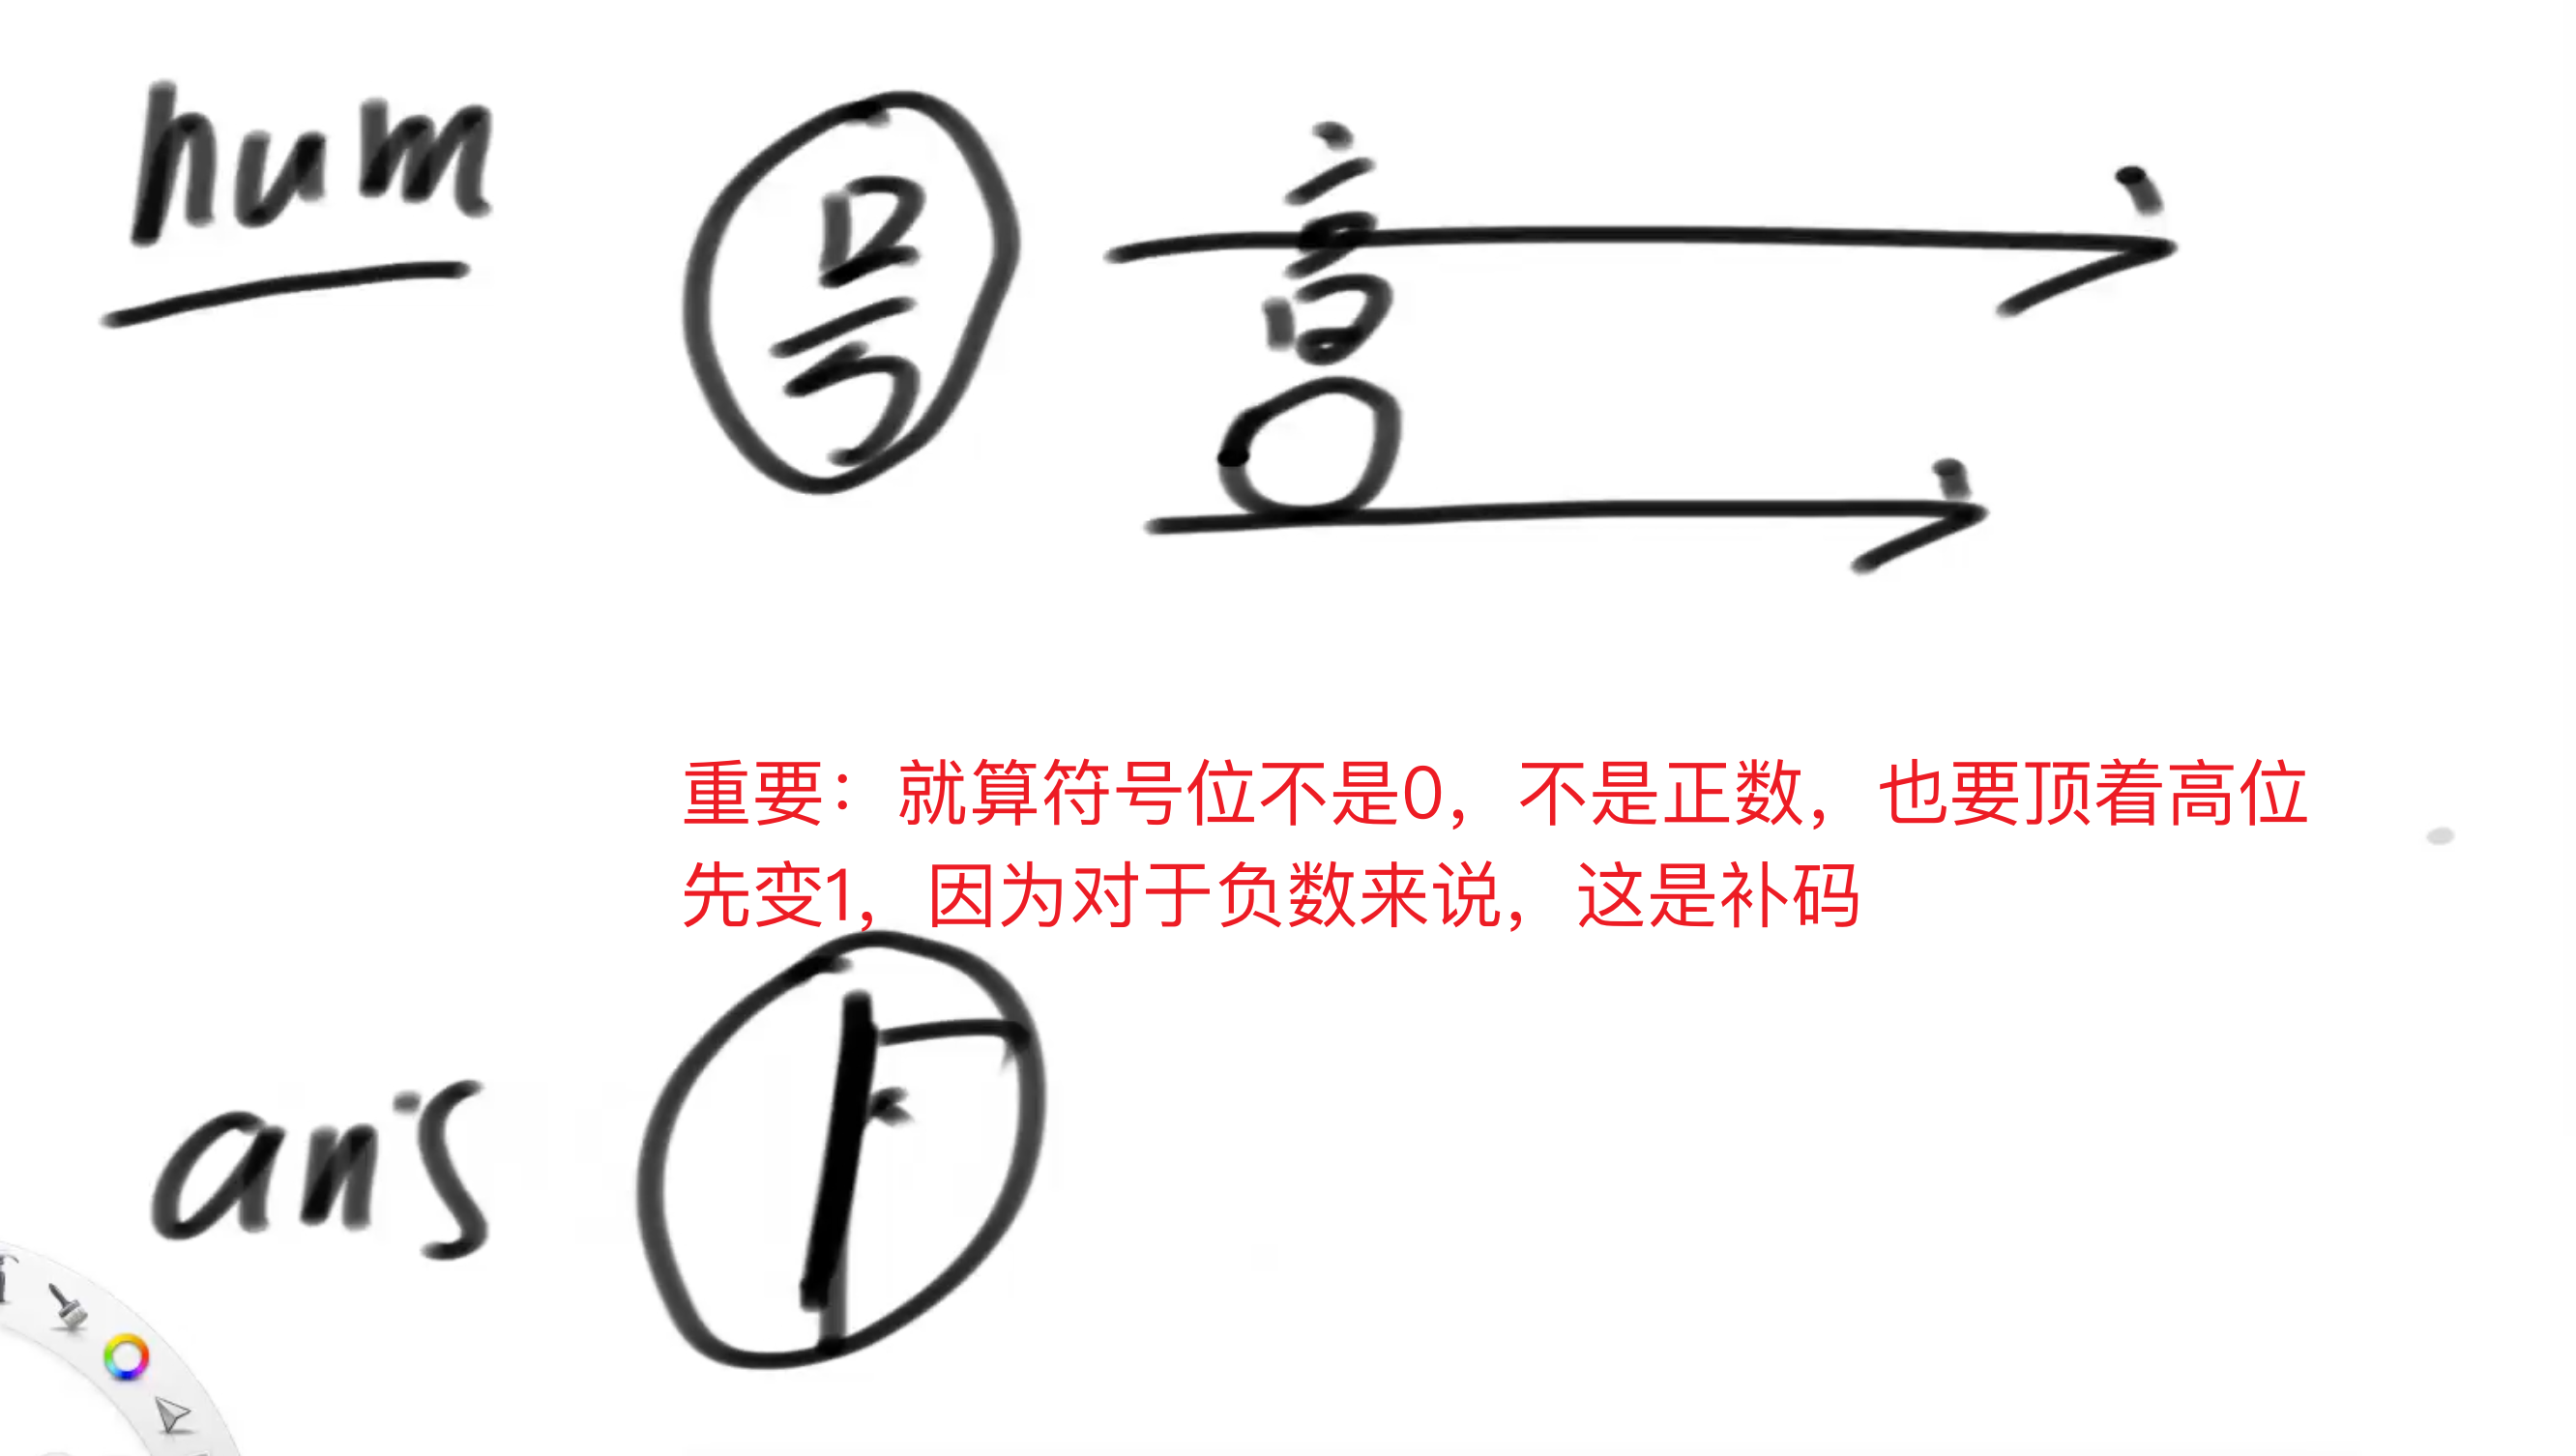 num
号
高
重要：就算符号位不是0，不是正数，也要顶着高位
先变1，因为对于负数来说，这是补码
ans